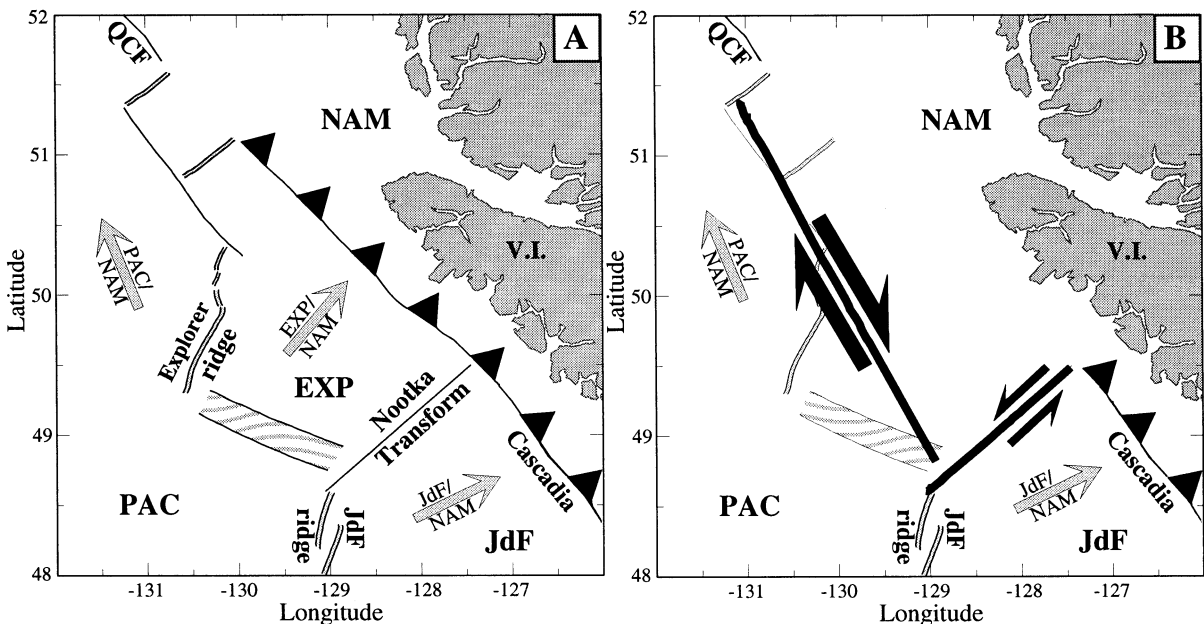 52
51
50
49
48
Latitude
-131
-130
-129
-128
-127
Longitude
A
QCF
NAM
V.I.
PAC/
NAM
EXP/
NAM
Explorer
ridge
EXP
Nootka
Transform
Cascadia
PAC
JdF/
NAM
JdF
ridge
JdF
52
51
50
49
48
Latitude
-131
-130
-129
-128
-127
Longitude
B
QCF
NAM
V.I.
PAC/
NAM
Cascadia
PAC
JdF/
NAM
JdF
ridge
JdF